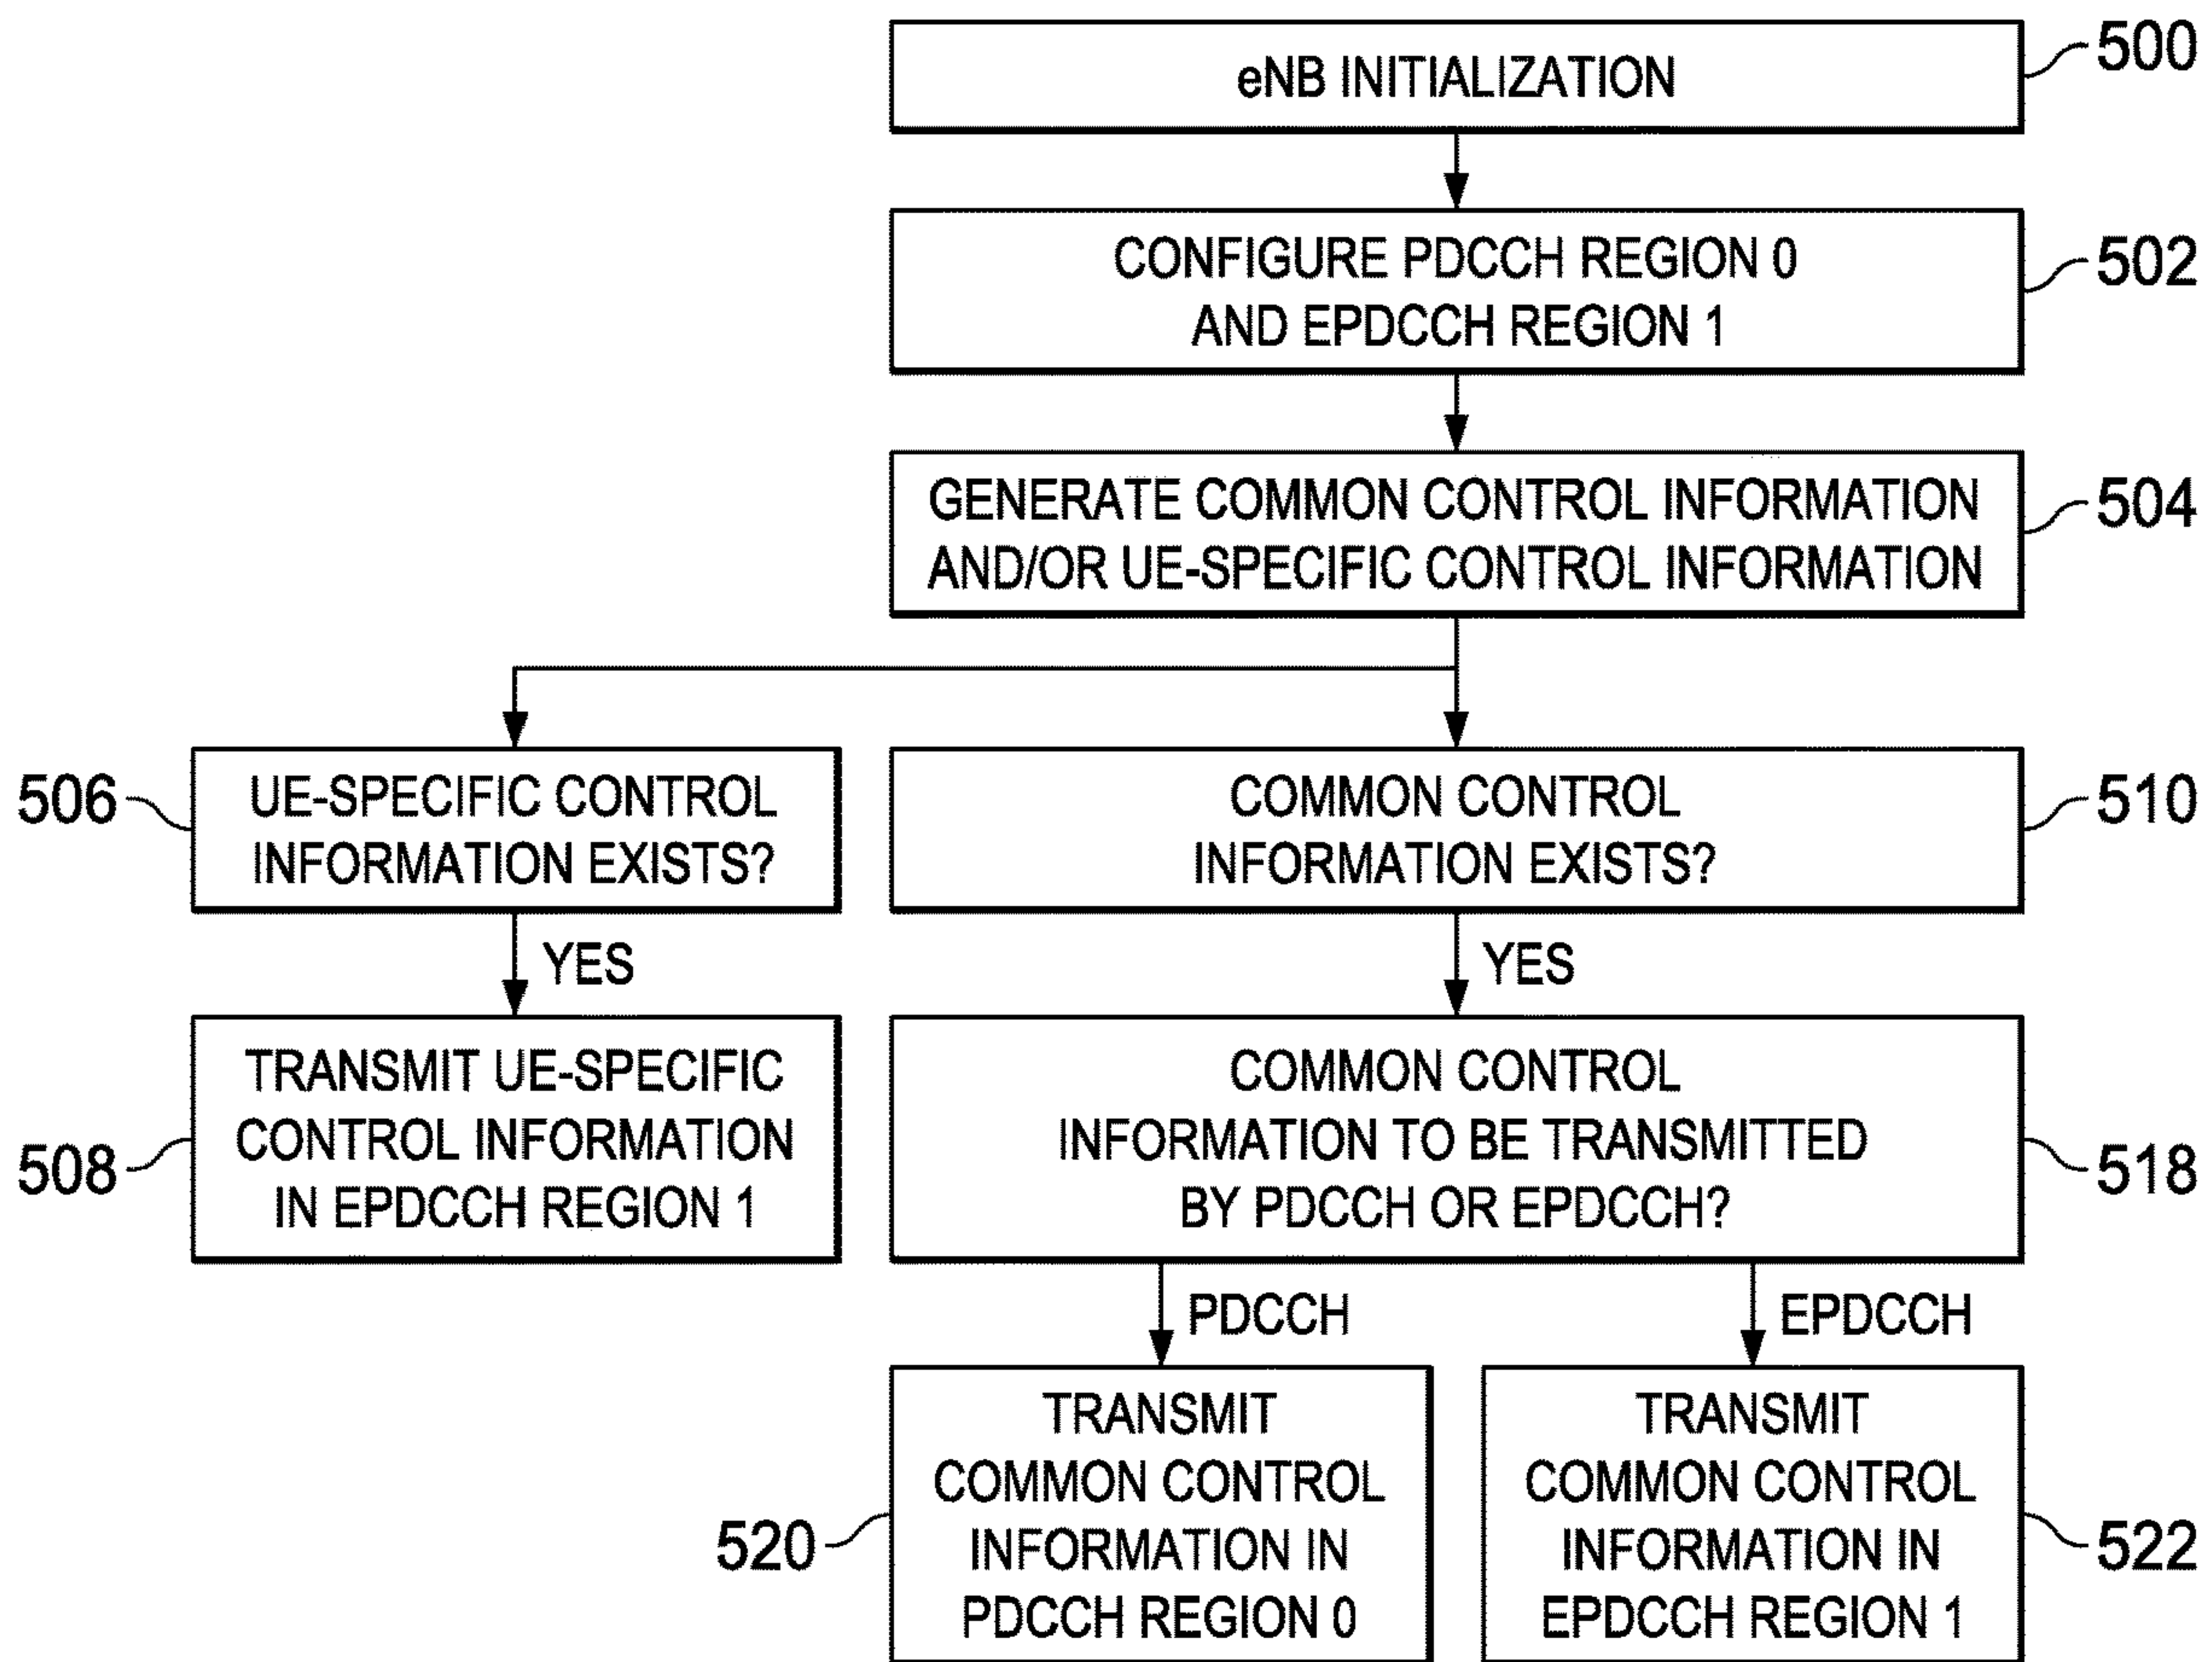 eNB INITIALIZATION
500
CONFIGURE PDCCH REGION 0
AND EPDCCH REGION 1
502
GENERATE COMMON CONTROL INFORMATION
AND/OR UE-SPECIFIC CONTROL INFORMATION
504
506
UE-SPECIFIC CONTROL
INFORMATION EXISTS?
COMMON CONTROL
INFORMATION EXISTS?
510
YES
YES
508
TRANSMIT UE-SPECIFIC
CONTROL INFORMATION
IN EPDCCH REGION 1
COMMON CONTROL
INFORMATION TO BE TRANSMITTED
BY PDCCH OR EPDCCH?
518
PDCCH
EPDCCH
520
TRANSMIT
COMMON CONTROL
INFORMATION IN
PDCCH REGION 0
TRANSMIT
COMMON CONTROL
INFORMATION IN
EPDCCH REGION 1
522